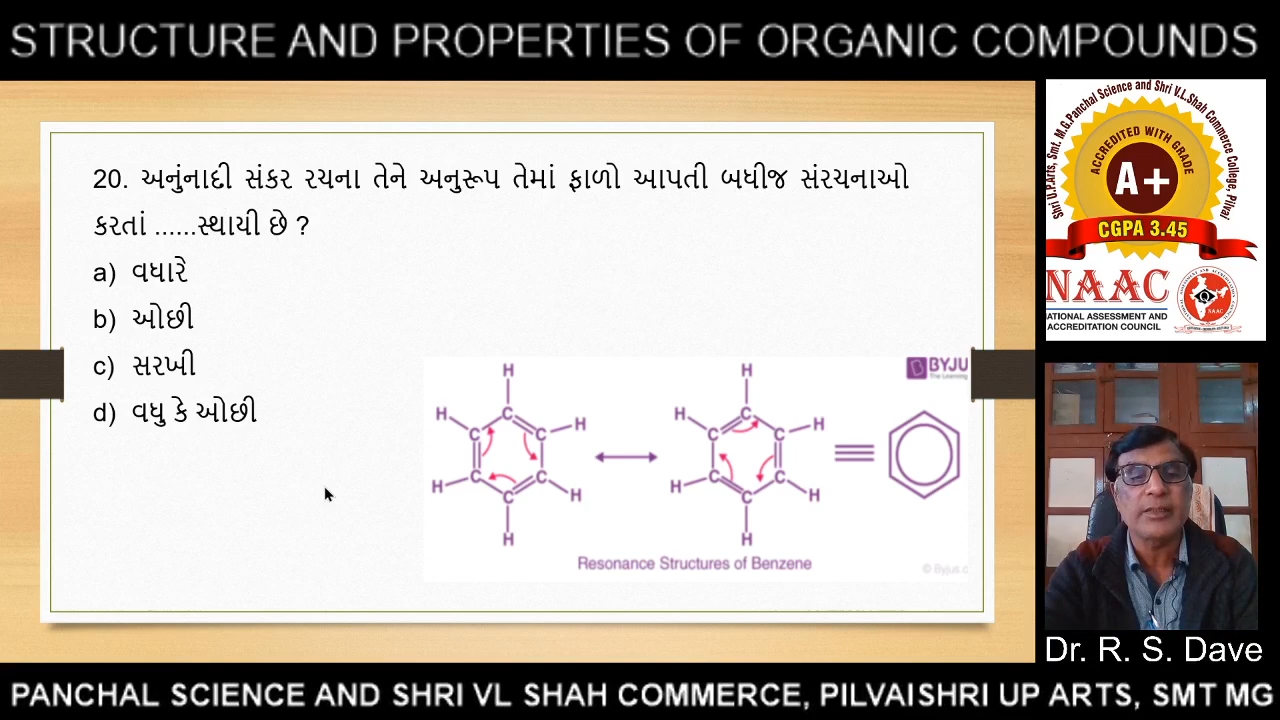 STRUCTURE AND PROPERTIES OF ORGANIC COMPOUNDS
20. અનુંનાદી સંકર રચના તેને અનુરૂપ તેમાં ફાળો આપતી બધીજ સંરચનાઓ
કરતાં ......સ્થાયી છે ?
a) વધારે
b) ઓછી
c) સરખી
d) વધુ કે ઓછી
BYJU
The Learning
H
H
H
H
H
H
C
C
C
C
C
C
H
H
H
H
H
H
C
C
C
C
C
C
Resonance Structures of Benzene
© Byjus.c
Shri U.P.Arts, Smt. M.G.Panchal Science and Shri V.L.Shah Commerce College, Pilvai
ACCREDITED WITH GRADE
A+
CGPA 3.45
NAAC
NATIONAL ASSESSMENT AND
ACCREDITATION COUNCIL
Dr. R. S. Dave
PANCHAL SCIENCE AND SHRI VL SHAH COMMERCE, PILVAISHRI UP ARTS, SMT MG